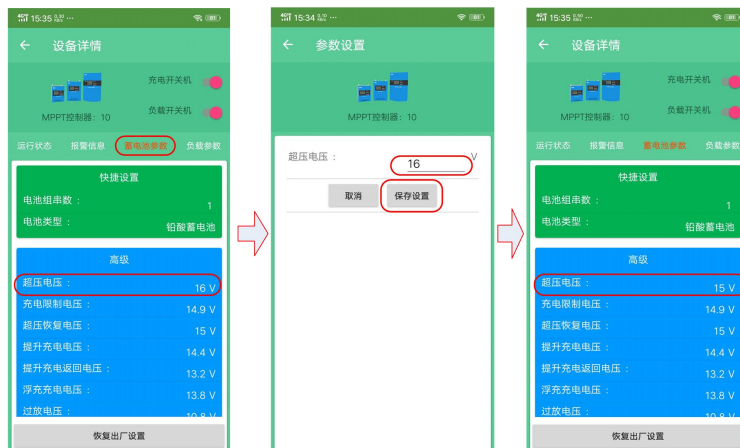 15:35
设备详情
充电开关机
负载开关机
MPPT控制器：10
运行状态 报警信息 蓄电池参数 负载参数
快捷设置
电池组串数： 1
电池类型： 铅酸蓄电池
高级
超压电压： 16 V
充电限制电压： 14.9 V
超压恢复电压： 15 V
提升充电电压： 14.4 V
提升充电返回电压： 13.2 V
浮充充电电压： 13.8 V
过放电压： 10.8 V
恢复出厂设置
15:34
参数设置
MPPT控制器：10
超压电压： 16 V
取消 保存设置
15:35
设备详情
充电开关机
负载开关机
MPPT控制器：10
运行状态 报警信息 蓄电池参数 负载参数
快捷设置
电池组串数： 1
电池类型： 铅酸蓄电池
高级
超压电压： 15 V
充电限制电压： 14.9 V
超压恢复电压： 15 V
提升充电电压： 14.4 V
提升充电返回电压： 13.2 V
浮充充电电压： 13.8 V
过放电压： 10.8 V
恢复出厂设置